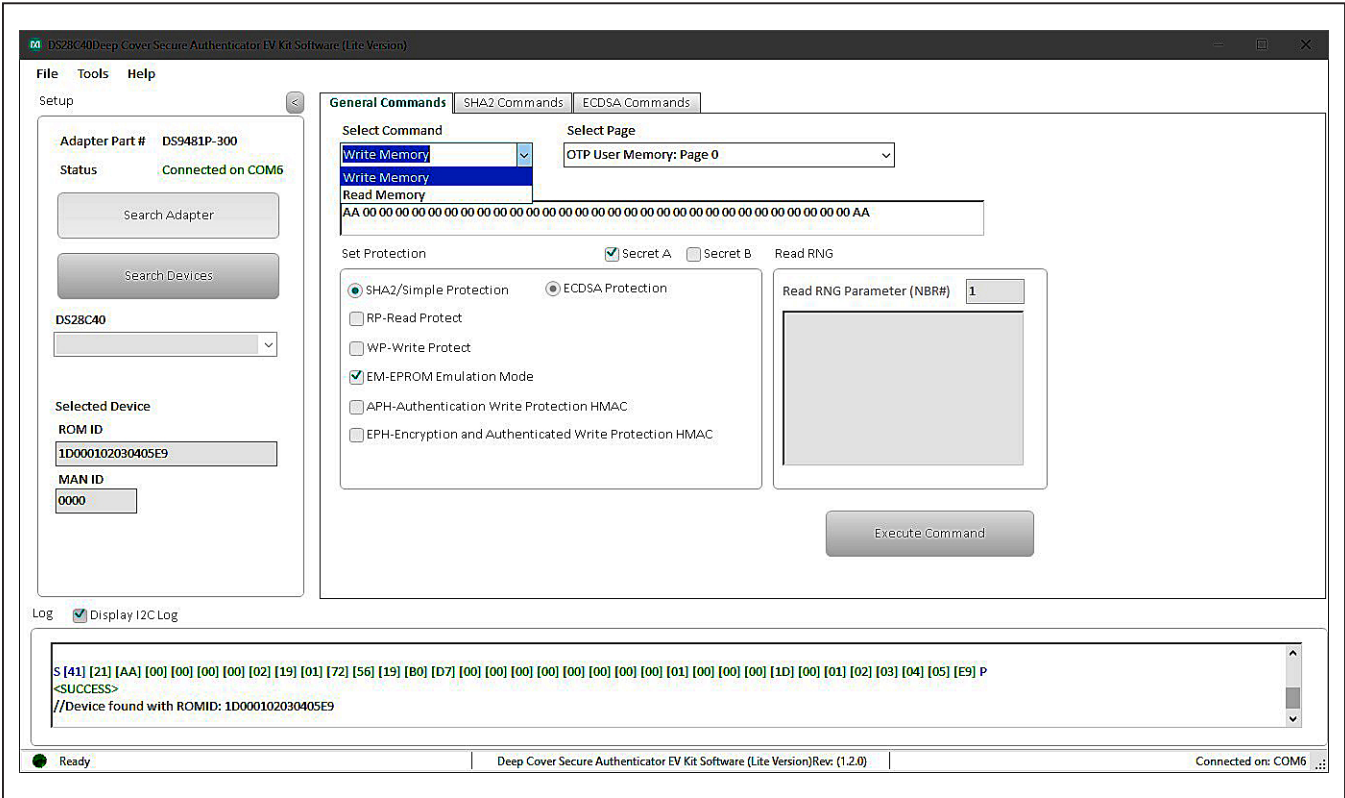 DS28C40Deep Cover Secure Authenticator EV Kit Software (Lite Version)
File Tools Help
Setup
<
Adapter Part # DS9481P-300
Status Connected on COM6
Search Adapter
Search Devices
DS28C40
Selected Device
ROM ID
1D000102030405E9
MAN ID
0000
General Commands SHA2 Commands ECDSA Commands
Select Command Select Page
Write Memory OTP User Memory: Page 0
Write Memory
Read Memory
AA 00 00 00 00 00 00 00 00 00 00 00 00 00 00 00 00 00 00 00 00 00 00 00 00 00 00 00 00 00 00 AA
Set Protection Secret A Secret B Read RNG
SHA2/Simple Protection ECDSA Protection
RP-Read Protect
WP-Write Protect
EM-EPROM Emulation Mode
APH-Authentication Write Protection HMAC
EPH-Encryption and Authenticated Write Protection HMAC
Read RNG Parameter (NBR#) 1
Execute Command
Log Display I2C Log
S [41] [21] [AA] [00] [00] [00] [00] [02] [19] [01] [72] [56] [19] [B0] [D7] [00] [00] [00] [00] [00] [00] [00] [00] [01] [00] [00] [00] [1D] [00] [01] [02] [03] [04] [05] [E9] P
<SUCCESS>
//Device found with ROMID: 1D000102030405E9
Ready Deep Cover Secure Authenticator EV Kit Software (Lite Version)Rev: (1.2.0) Connected on: COM6